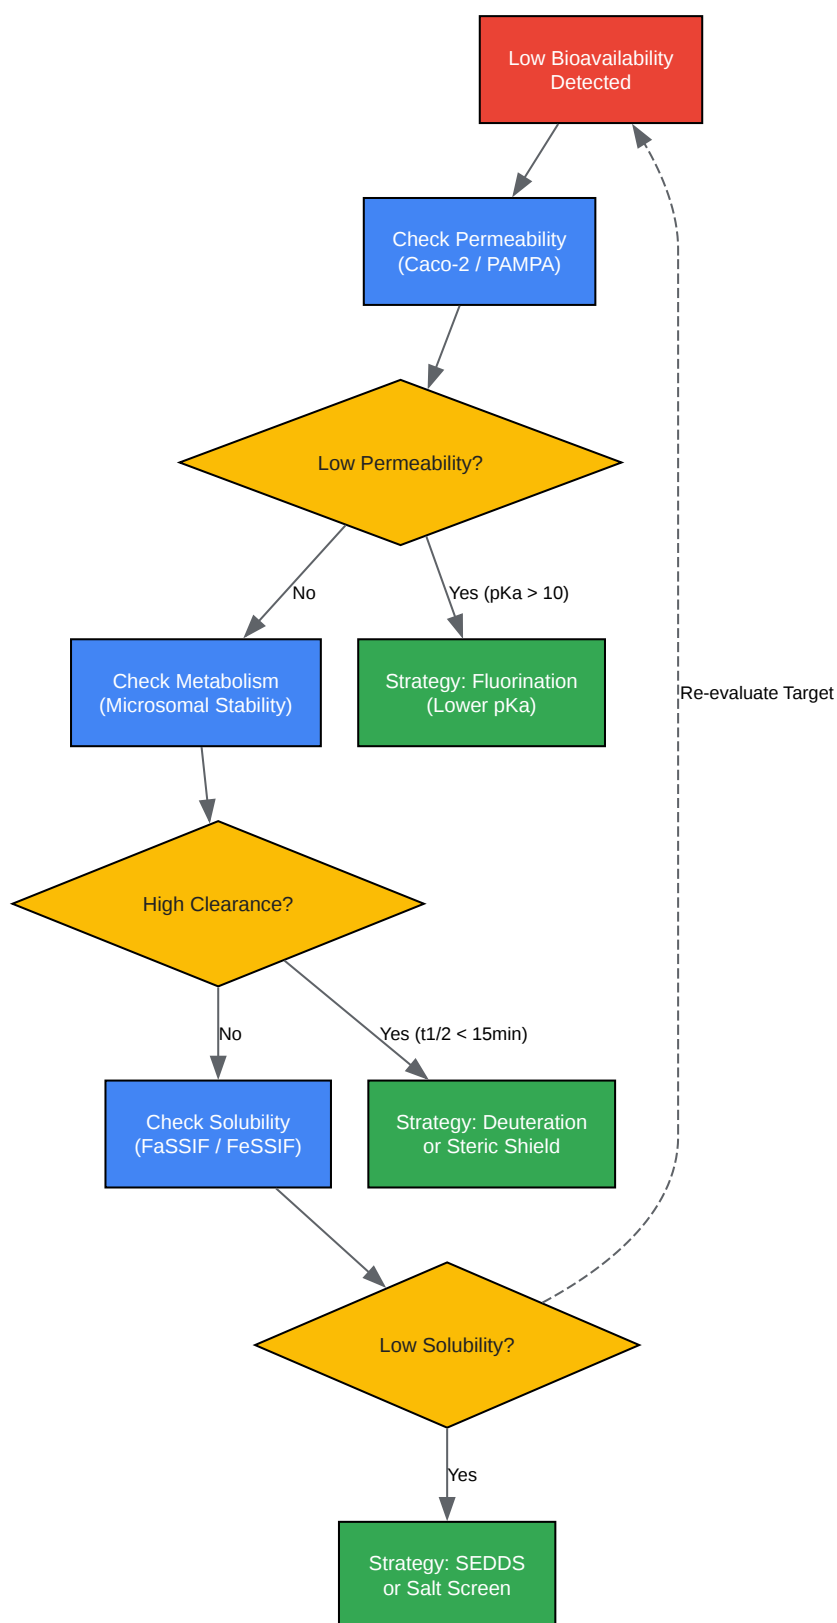 Low Bioavailability
Detected
Check Permeability
(Caco-2 / PAMPA)
Low Permeability?
No
Yes (pKa > 10)
Check Metabolism
(Microsomal Stability)
Strategy: Fluorination
(Lower pKa)
Re-evaluate Target
High Clearance?
No
Yes (t1/2 < 15min)
Check Solubility
(FaSSIF / FeSSIF)
Strategy: Deuteration
or Steric Shield
Low Solubility?
Yes
Strategy: SEDDS
or Salt Screen